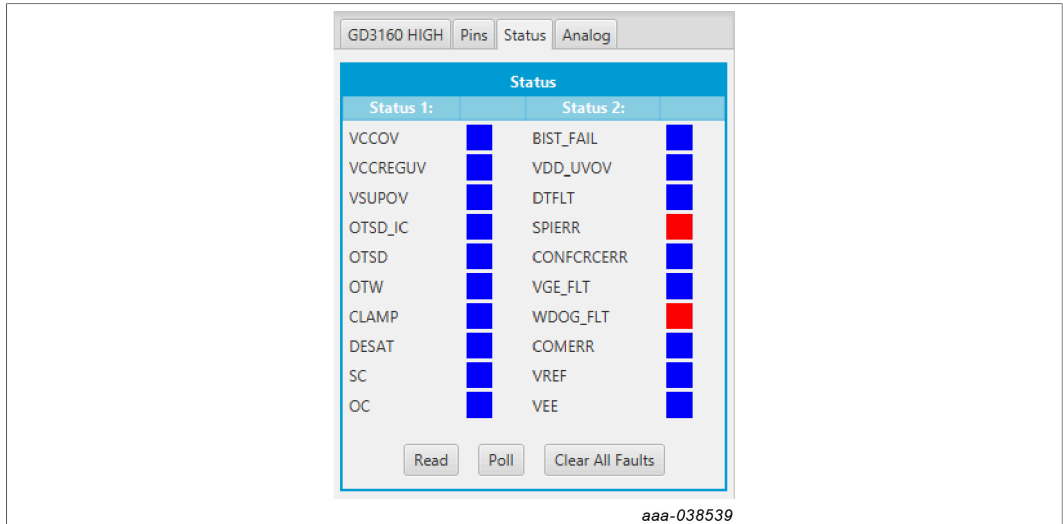 GD3160 HIGH Pins Status Analog
Status
Status 1: Status 2:
VCCOV BIST_FAIL
VCCREGUV VDD_UVOV
VSUPOV DTFLT
OTSD_IC SPIERR
OTSD CONFCRCERR
OTW VGE_FLT
CLAMP WDOG_FLT
DESAT COMERR
SC VREF
OC VEE
Read Poll Clear All Faults
aaa-038539